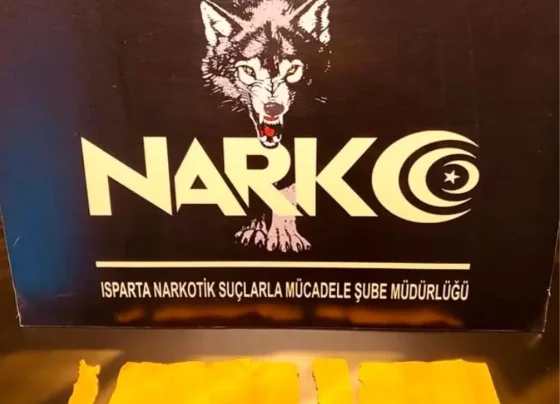 NARKO
ISPARTA NARKOTİK SUÇLARLA MÜCADELE ŞUBE MÜDÜRLÜĞÜ